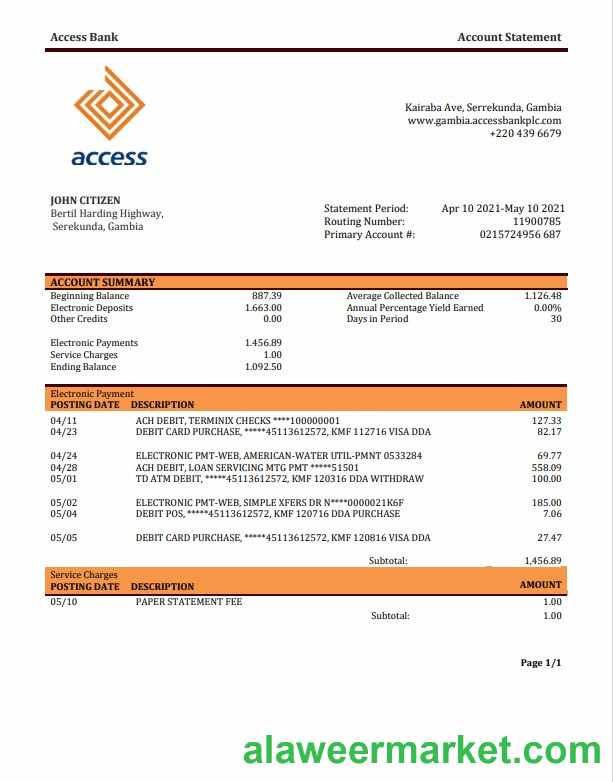 Access Bank Account Statement
access
Kairaba Ave, Serrekunda, Gambia
www.gambia.accessbankplc.com
+220 439 6679
JOHN CITIZEN
Bertil Harding Highway,
Serekunda, Gambia
Statement Period: Apr 10 2021-May 10 2021
Routing Number: 11900785
Primary Account #: 0215724956 687
ACCOUNT SUMMARY
Beginning Balance 887.39 Average Collected Balance 1.126.48
Electronic Deposits 1.663.00 Annual Percentage Yield Earned 0.00%
Other Credits 0.00 Days in Period 30
Electronic Payments 1.456.89
Service Charges 1.00
Ending Balance 1.092.50
Electronic Payment
POSTING DATE DESCRIPTION AMOUNT
04/11 ACH DEBIT, TERMINIX CHECKS ****100000001 127.33
04/23 DEBIT CARD PURCHASE, *****45113612572, KMF 112716 VISA DDA 82.17
04/24 ELECTRONIC PMT-WEB, AMERICAN-WATER UTIL-PMNT 0533284 69.77
04/28 ACH DEBIT, LOAN SERVICING MTG PMT *****51501 558.09
05/01 TD ATM DEBIT, *****45113612572, KMF 120316 DDA WITHDRAW 100.00
05/02 ELECTRONIC PMT-WEB, SIMPLE XFERS DR N****0000021K6F 185.00
05/04 DEBIT POS, *****45113612572, KMF 120716 DDA PURCHASE 7.06
05/05 DEBIT CARD PURCHASE, *****45113612572, KMF 120816 VISA DDA 27.47
Subtotal: 1,456.89
Service Charges
POSTING DATE DESCRIPTION AMOUNT
05/10 PAPER STATEMENT FEE 1.00
Subtotal: 1.00
Page 1/1
alaweermarket.com